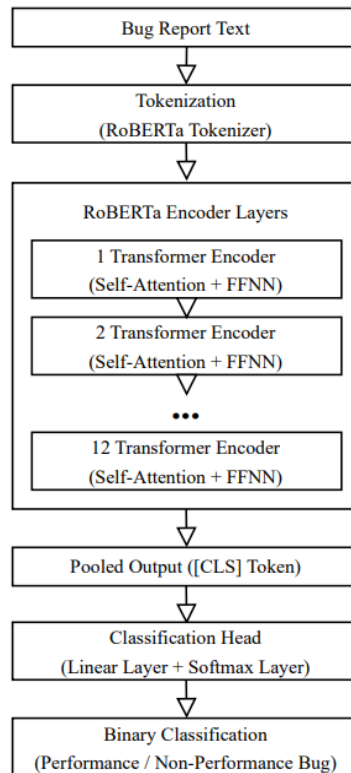 Bug Report Text
Tokenization
(RoBERTa Tokenizer)
RoBERTa Encoder Layers
1 Transformer Encoder
(Self-Attention + FFNN)
2 Transformer Encoder
(Self-Attention + FFNN)
•••
12 Transformer Encoder
(Self-Attention + FFNN)
Pooled Output ([CLS] Token)
Classification Head
(Linear Layer + Softmax Layer)
Binary Classification
(Performance / Non-Performance Bug)